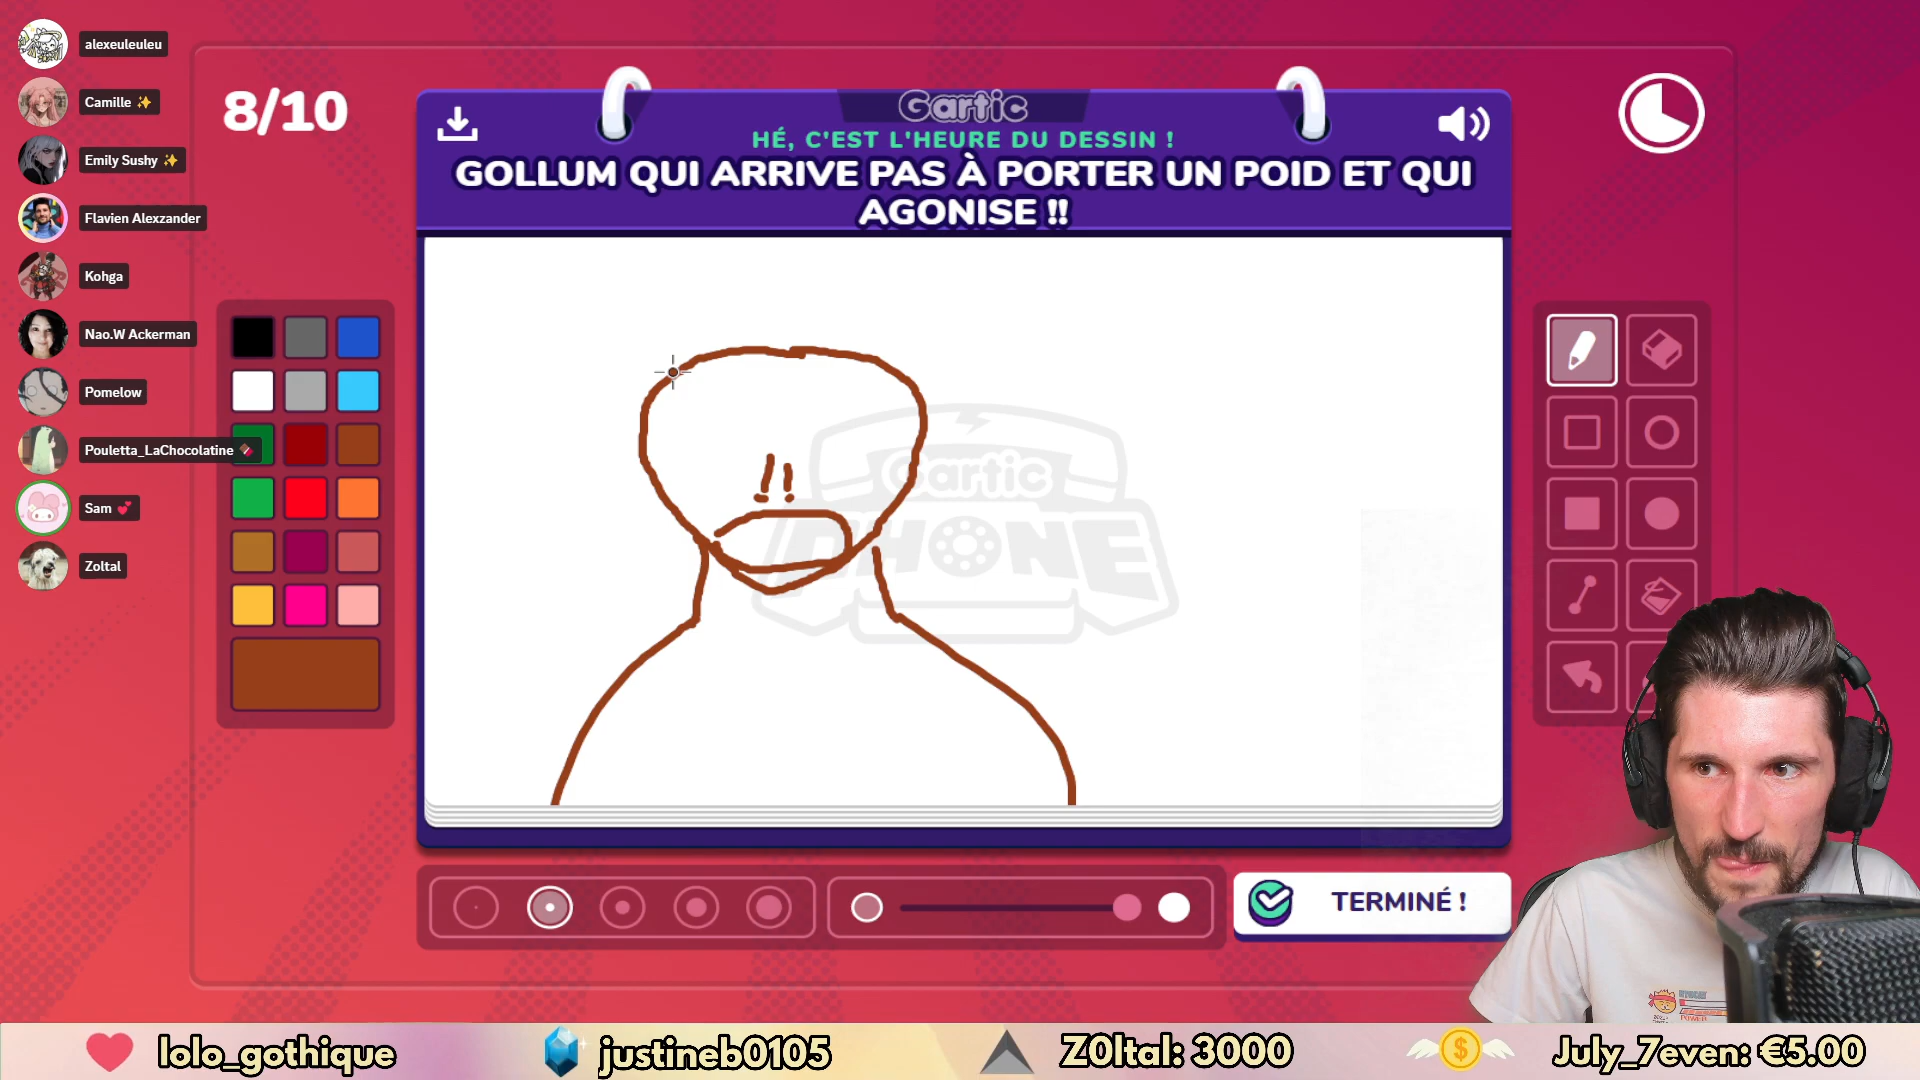 alexeuleuleu
Camille ✨
Emily Sushy ✨
Flavien Alexzander
Kohga
Nao.W Ackerman
Pomelow
Pouletta_LaChocolatine 🍫
Sam 💕
Zoltal
8/10
Gartic
HÉ, C'EST L'HEURE DU DESSIN !
GOLLUM QUI ARRIVE PAS À PORTER UN POID ET QUI
AGONISE !!
Gartic
PHONE
TERMINÉ !
lolo_gothique
justineb0105
Z0ltal: 3000
July_7even: €5.00